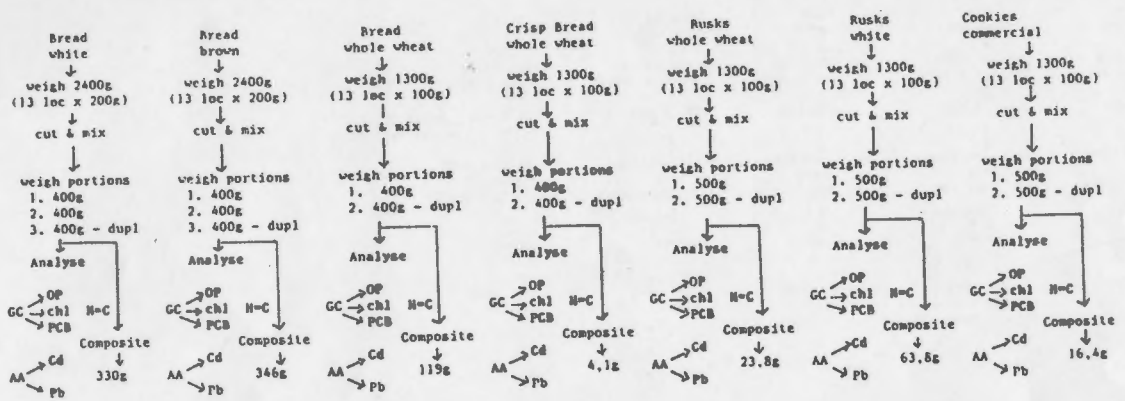 Bread
white
weigh 2400g
(13 loc x 200g)
cut & mix
weigh portions
1. 400g
2. 400g
3. 400g - dupl
Analyse
GC
OP
chl
PCB
N=C
Composite
330g
AA
Cd
Pb
Bread
brown
weigh 2400g
(13 loc x 200g)
cut & mix
weigh portions
1. 400g
2. 400g
3. 400g - dupl
Analyse
GC
OP
chl
PCB
N=C
Composite
346g
AA
Cd
Pb
Bread
whole wheat
weigh 1300g
(13 loc x 100g)
cut & mix
weigh portions
1. 400g
2. 400g - dupl
Analyse
GC
OP
chl
PCB
N=C
Composite
119g
AA
Cd
Pb
Crisp Bread
whole wheat
weigh 1300g
(13 loc x 100g)
cut & mix
weigh portions
1. 400g
2. 400g - dupl
Analyse
GC
OP
chl
PCB
N=C
Composite
4,1g
AA
Cd
Pb
Rusks
whole wheat
weigh 1300g
(13 loc x 100g)
cut & mix
weigh portions
1. 500g
2. 500g - dupl
Analyse
GC
OP
chl
PCB
N=C
Composite
23,8g
AA
Cd
Pb
Rusks
white
weigh 1300g
(13 loc x 100g)
cut & mix
weigh portions
1. 500g
2. 500g - dupl
Analyse
GC
OP
chl
PCB
N=C
Composite
63,8g
AA
Cd
Pb
Cookies
commercial
weigh 1300g
(13 loc x 100g)
cut & mix
weigh portions
1. 500g
2. 500g - dupl
Analyse
GC
OP
chl
PCB
N=C
Composite
16,4g
AA
Cd
Pb